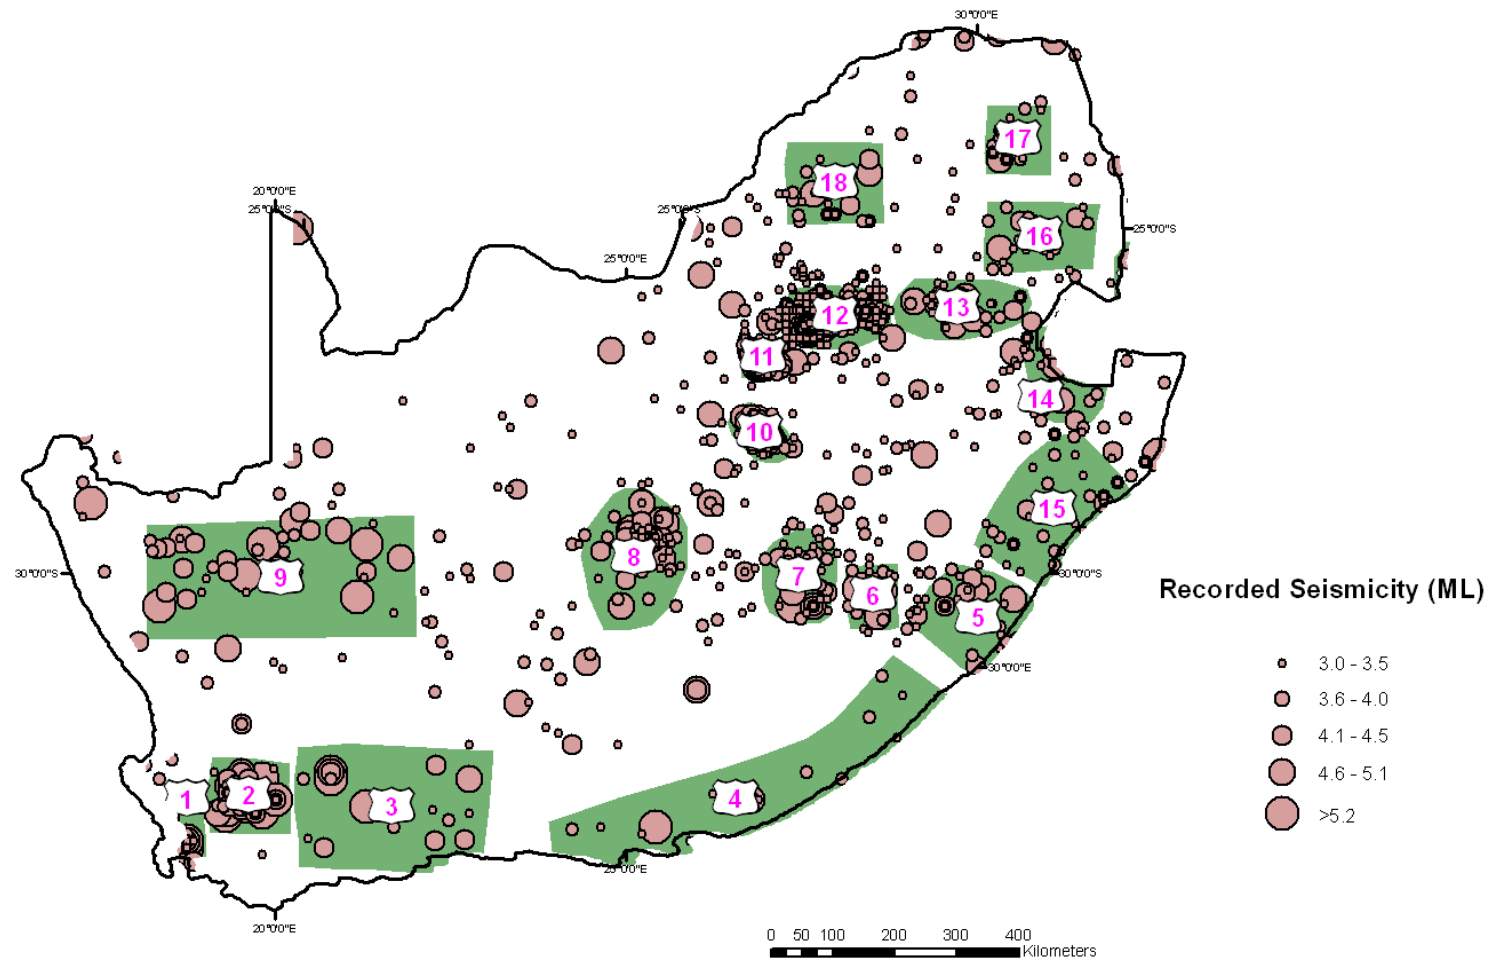 30°0'0"E
17
18
20°0'0"E
25°0'0"S
25°0'0"S
25°0'0"S
16
25°0'0"E
13
12
11
14
10
15
8
30°0'0"S
9
7
30°0'0"S
6
5
30°0'0"E
Recorded Seismicity (ML)
3.0 - 3.5
3.6 - 4.0
4.1 - 4.5
4.6 - 5.1
>5.2
1
2
3
4
25°0'0"E
20°0'0"E
0 50 100 200 300 400
Kilometers